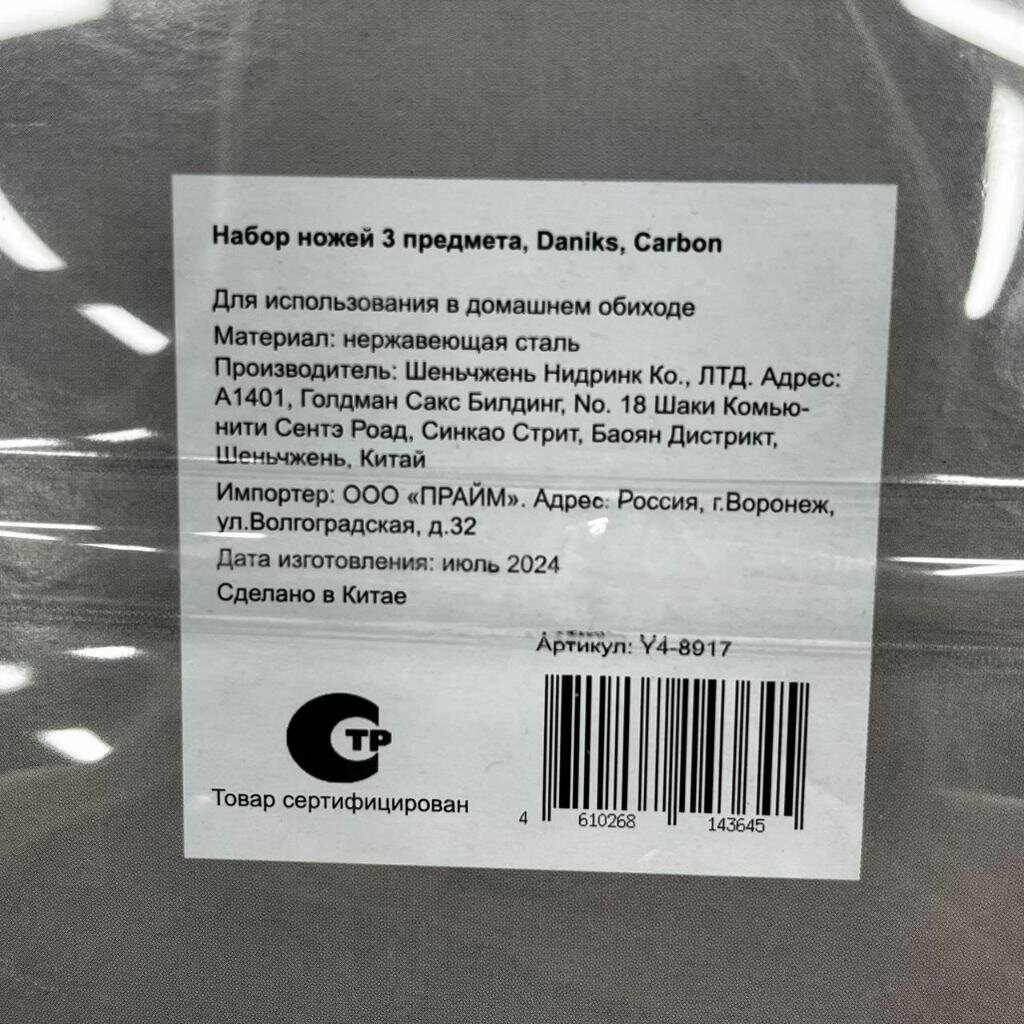 Набор ножей 3 предмета, Daniks, Carbon
Для использования в домашнем обиходе
Материал: нержавеющая сталь
Производитель: Шеньчжень Нидринк Ко., ЛТД. Адрес:
А1401, Голдман Сакс Билдинг, No. 18 Шаки Комью-
нити Сентэ Роад, Синкао Стрит, Баоян Дистрикт,
Шеньчжень, Китай
Импортер: ООО «ПРАЙМ». Адрес: Россия, г.Воронеж,
ул.Волгоградская, д.32
Дата изготовления: июль 2024
Сделано в Китае
Артикул: Y4-8917
СТР
Товар сертифицирован
4 610268 143645